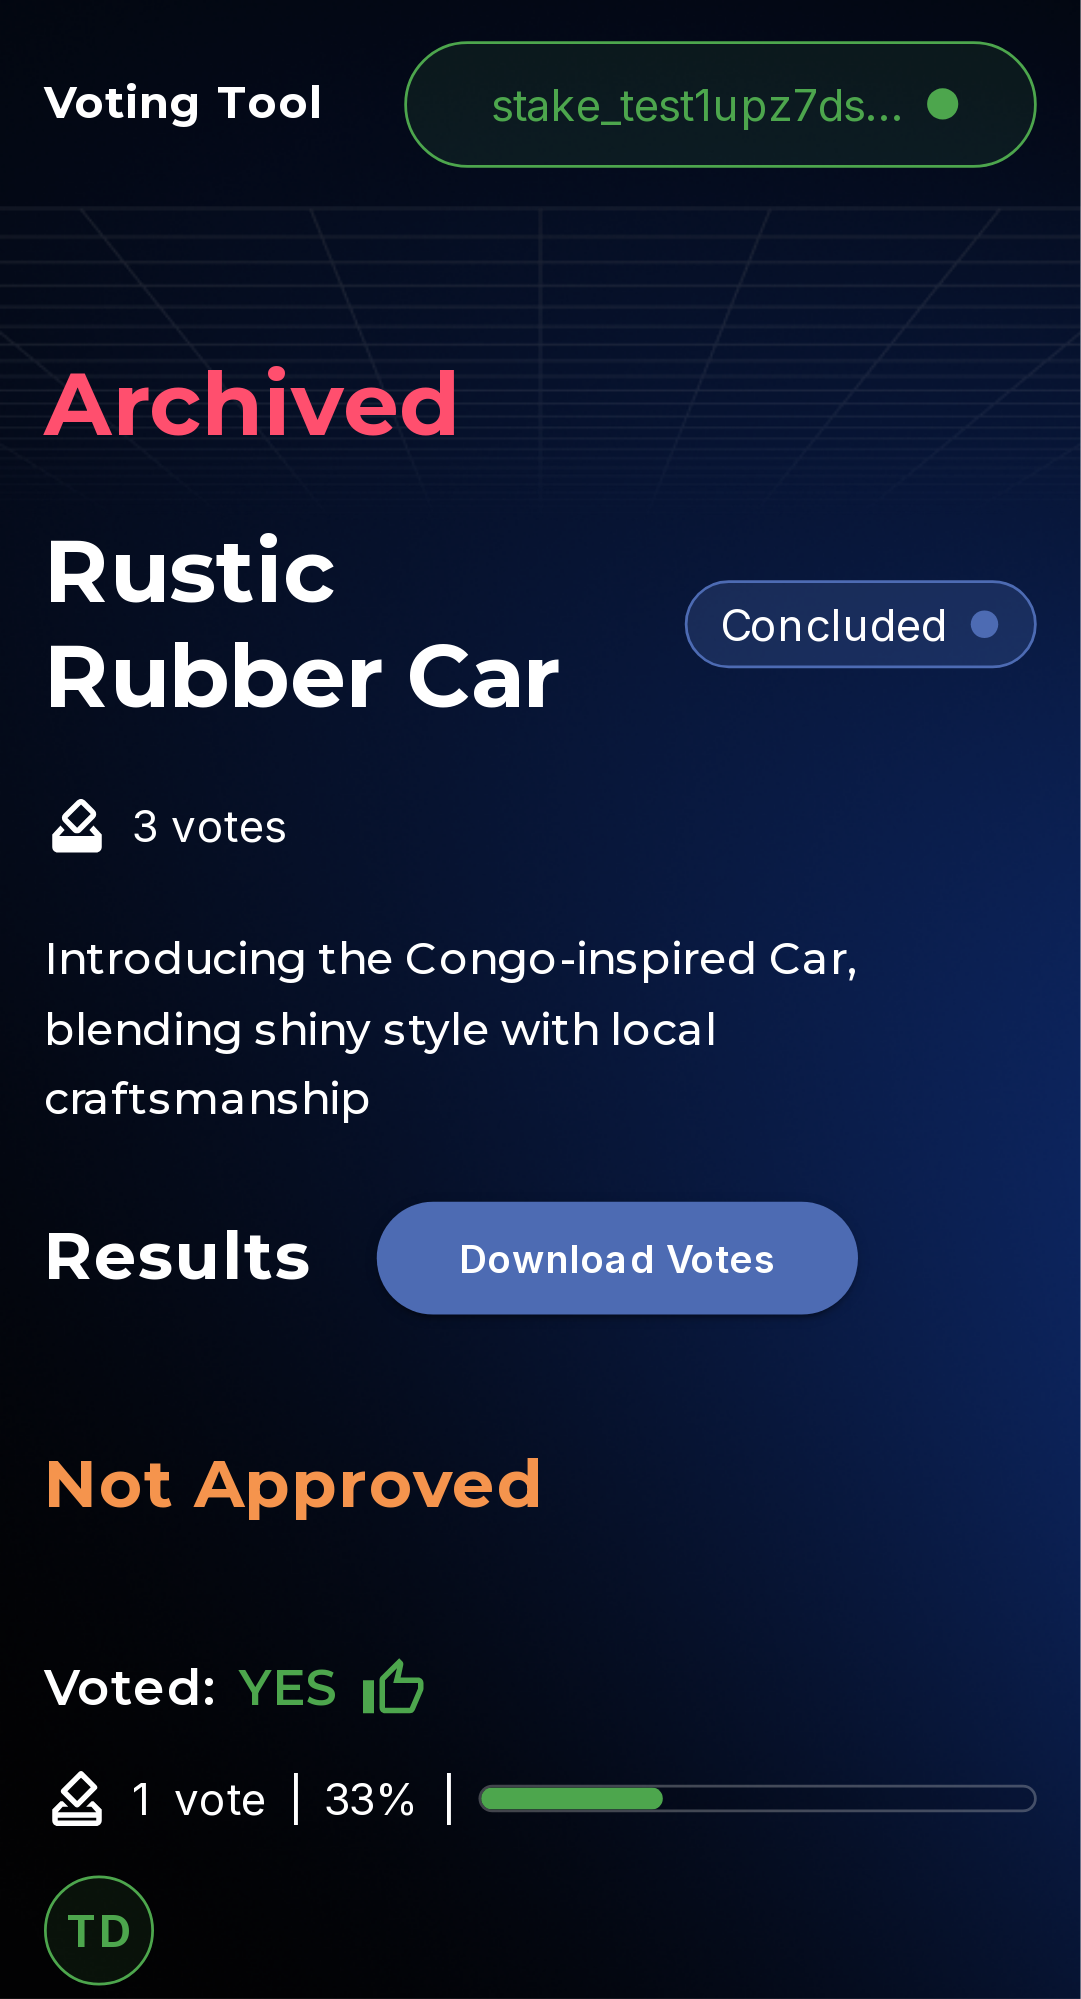 Voting Tool
stake_test1upz7ds...
Archived
Rustic
Rubber Car
Concluded
3 votes
Introducing the Congo-inspired Car,
blending shiny style with local
craftsmanship
Results
Download Votes
Not Approved
Voted: YES
1 vote | 33% |
TD